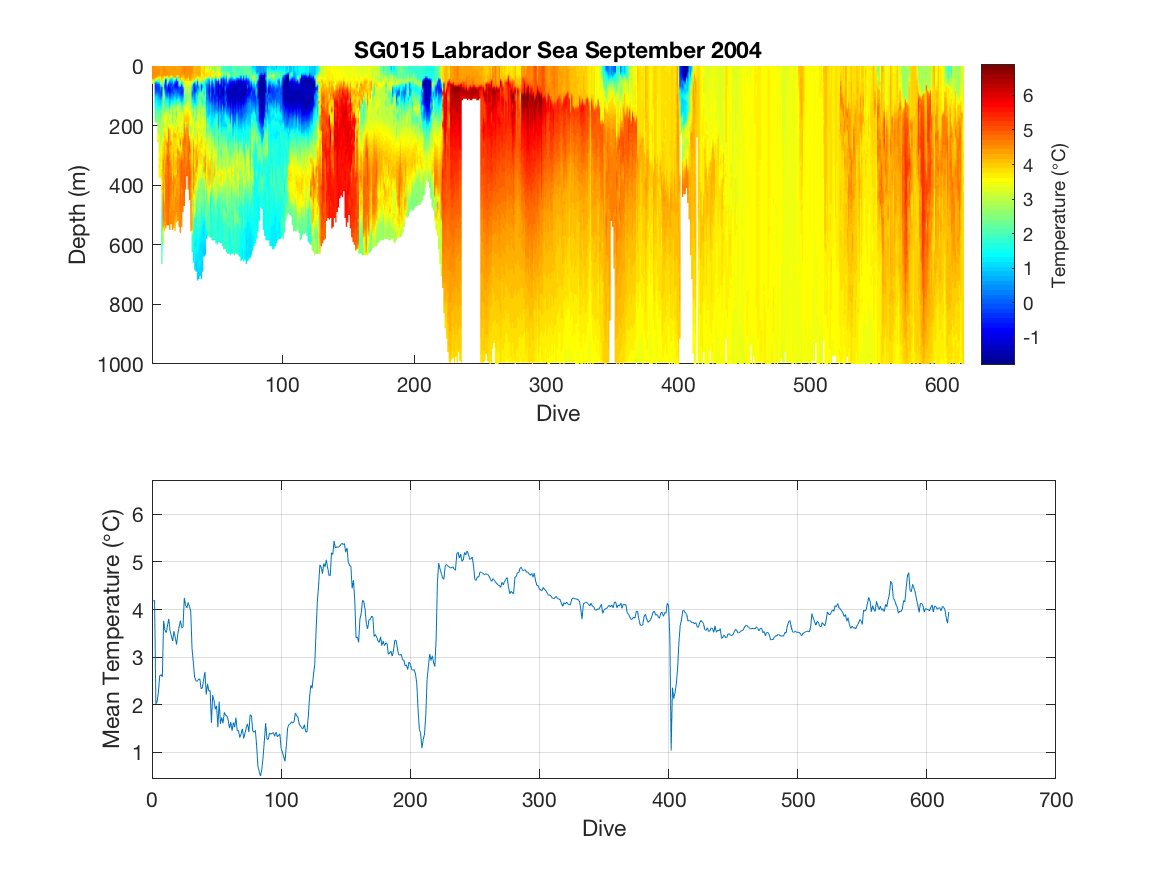 SG015 Labrador Sea September 2004
0
200
400
600
800
1000
Depth (m)
100 200 300 400 500 600
Dive
6
5
4
3
2
1
0
-1
Temperature (°C)
6
5
4
3
2
1
Mean Temperature (°C)
0 100 200 300 400 500 600 700
Dive